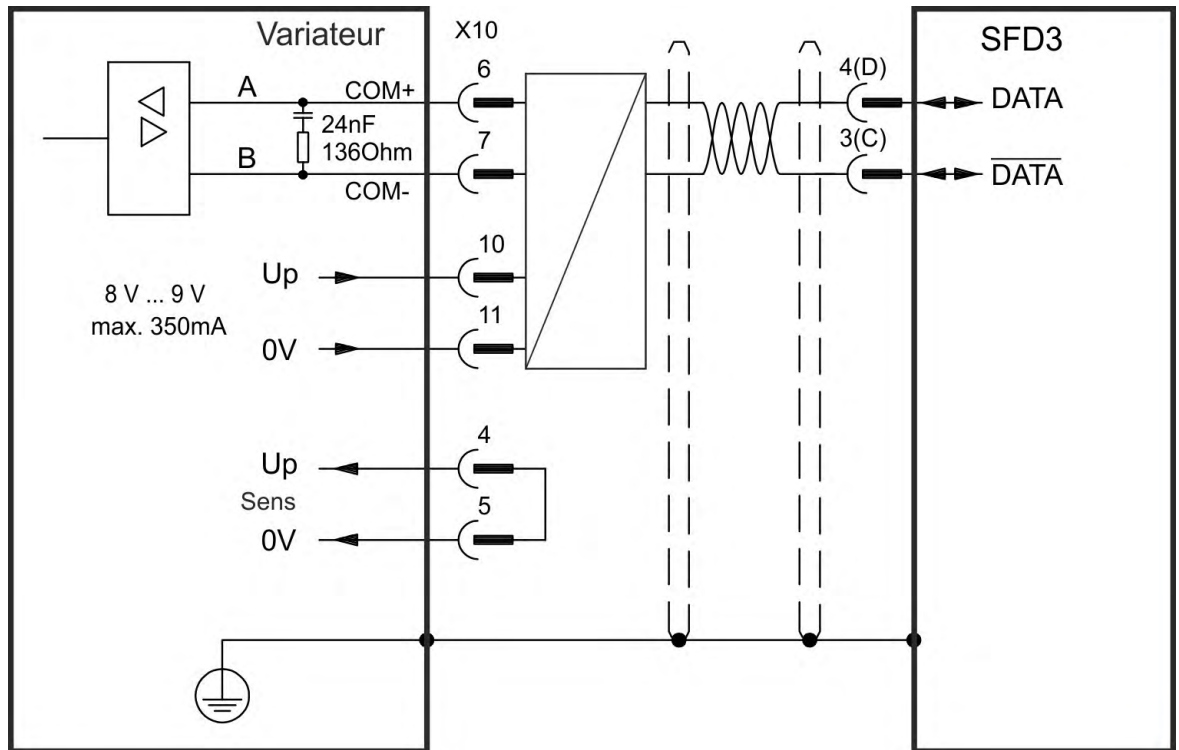 Variateur
X10
SFD3
A
COM+
6
4(D)
DATA
24nF
136Ohm
B
COM-
7
3(C)
DATA
Up
10
8 V ... 9 V
max. 350mA
0V
11
Up
4
Sens
0V
5